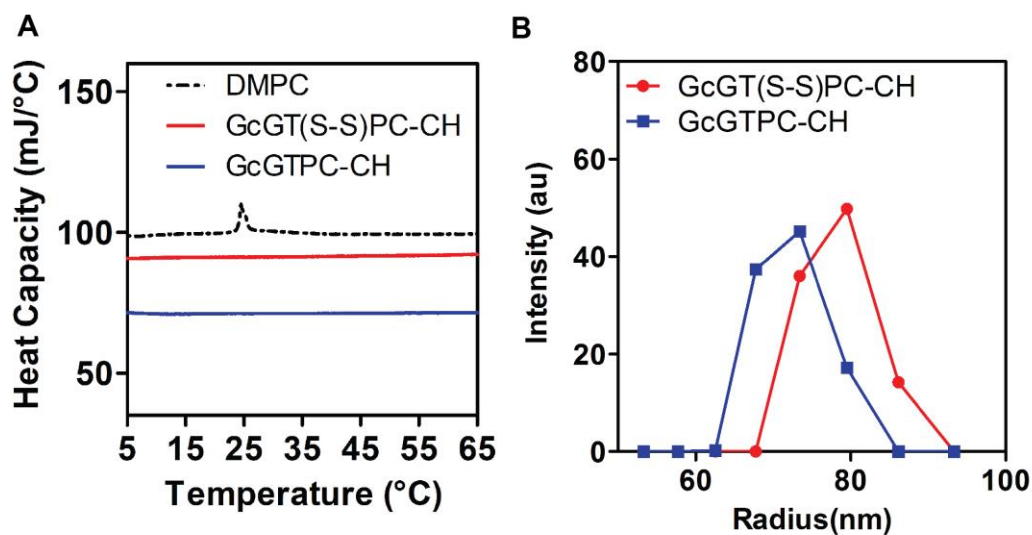 A
Heat Capacity (mJ/°C)
150
100
50
DMPC
GcGT(S-S)PC-CH
GcGTPC-CH
5 15 25 35 45 55 65
Temperature (°C)
B
Intensity (au)
80
60
40
20
0
GcGT(S-S)PC-CH
GcGTPC-CH
60 80 100
Radius(nm)